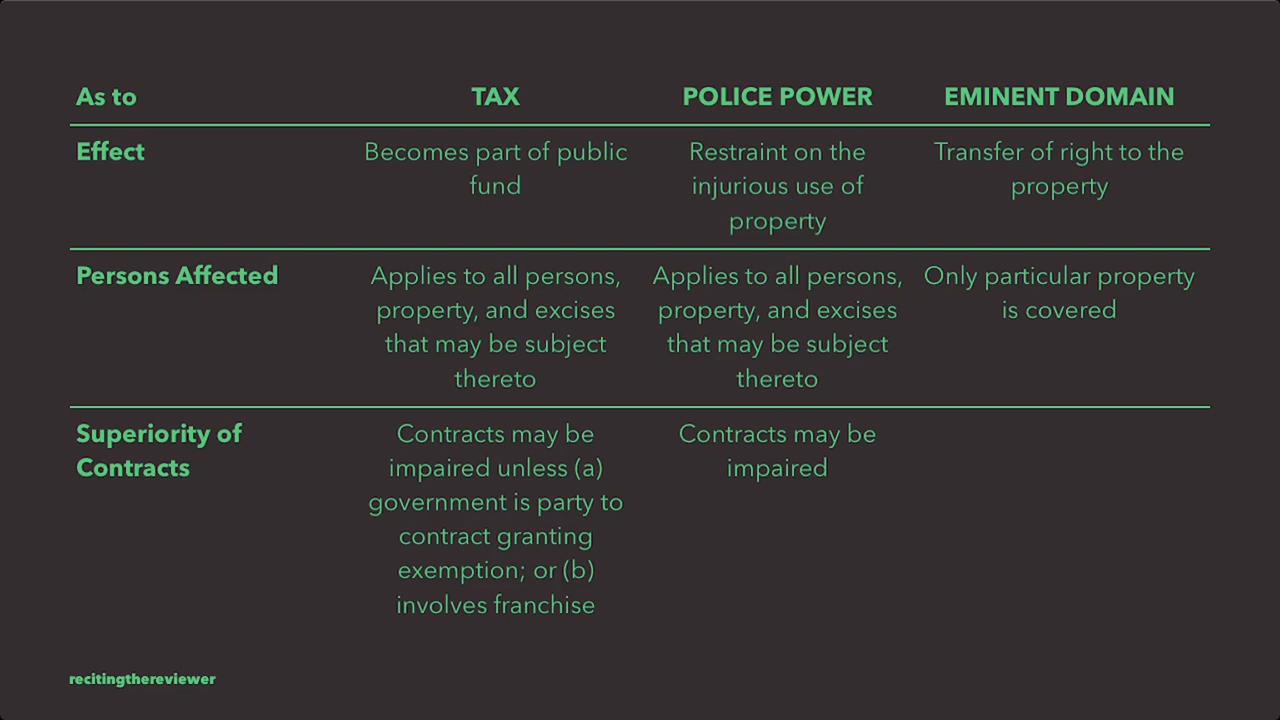 As to TAX POLICE POWER EMINENT DOMAIN
Effect
Becomes part of public
fund
Restraint on the
injurious use of
property
Transfer of right to the
property
Persons Affected
Applies to all persons,
property, and excises
that may be subject
thereto
Applies to all persons,
property, and excises
that may be subject
thereto
Only particular property
is covered
Superiority of
Contracts
Contracts may be
impaired unless (a)
government is party to
contract granting
exemption; or (b)
involves franchise
Contracts may be
impaired
recitingthereviewer